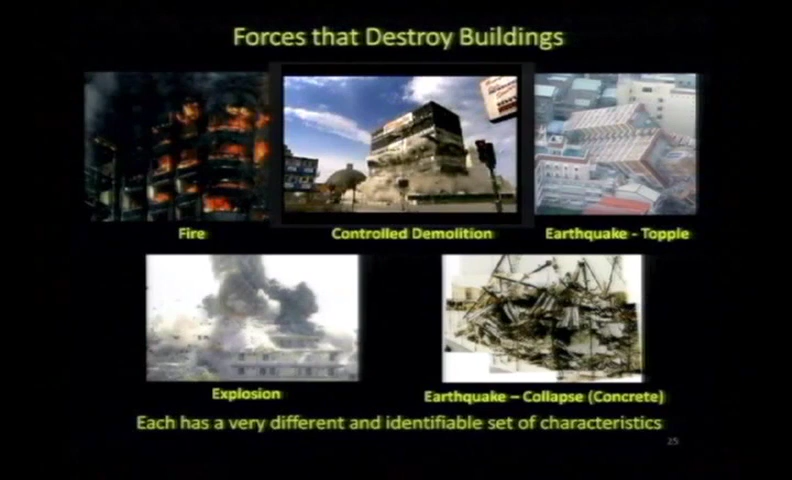 Forces that Destroy Buildings
Fire
Controlled Demolition
Earthquake - Topple
Explosion
Earthquake – Collapse (Concrete)
Each has a very different and identifiable set of characteristics
25